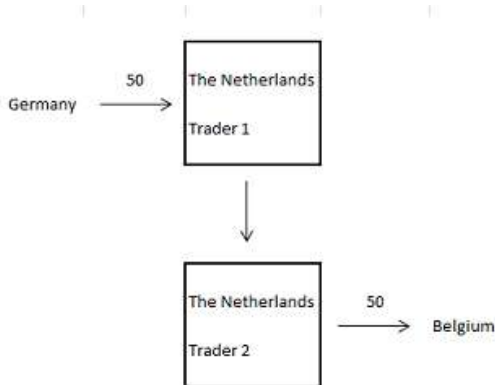 50
The Netherlands
Germany
Trader 1
The Netherlands
50
Belgium
Trader 2